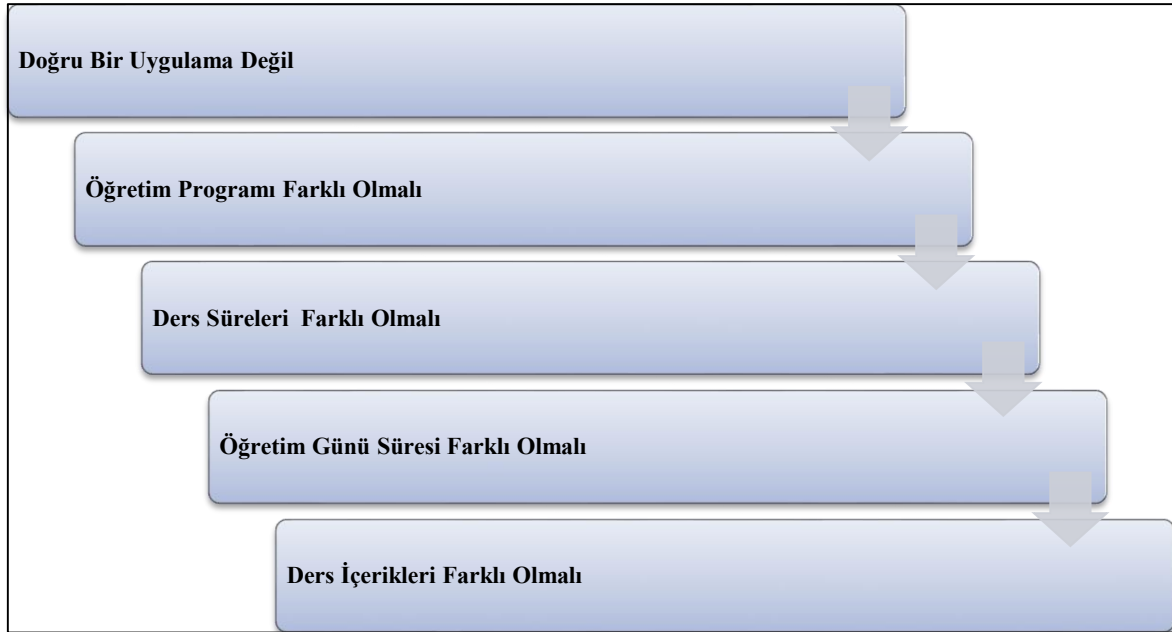 Doğru Bir Uygulama Değil
Öğretim Programı Farklı Olmalı
Ders Süreleri  Farklı Olmalı
Öğretim Günü Süresi Farklı Olmalı
Ders İçerikleri Farklı Olmalı